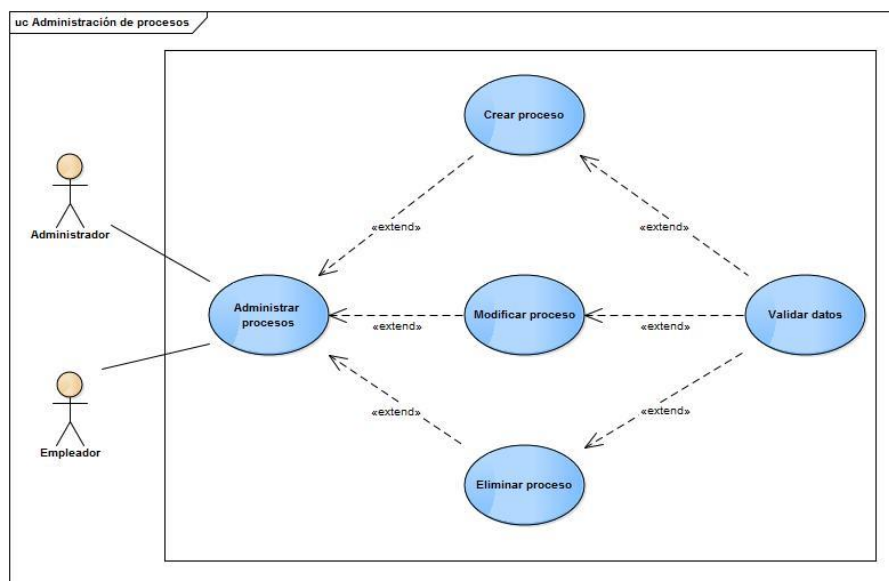 uc Administración de procesos
Crear proceso
Administrador
«extend»
«extend»
Administrar
procesos
«extend»
Modificar proceso
«extend»
Validar datos
Empleador
«extend»
«extend»
Eliminar proceso